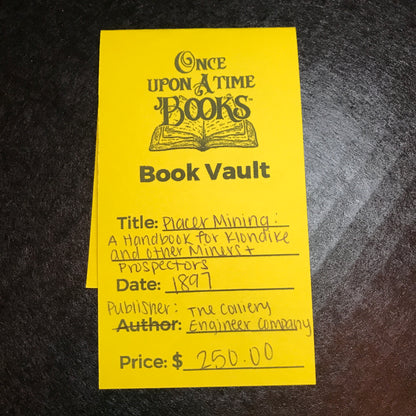 ONCE
UPON A TIME
BOOKS
Book Vault
Title: Placer Mining:
A Handbook for Klondike
and other Miners +
Prospectors
Date: 1897
Publisher: The Colliery
Author: Engineer Company
Price: $ 250.00